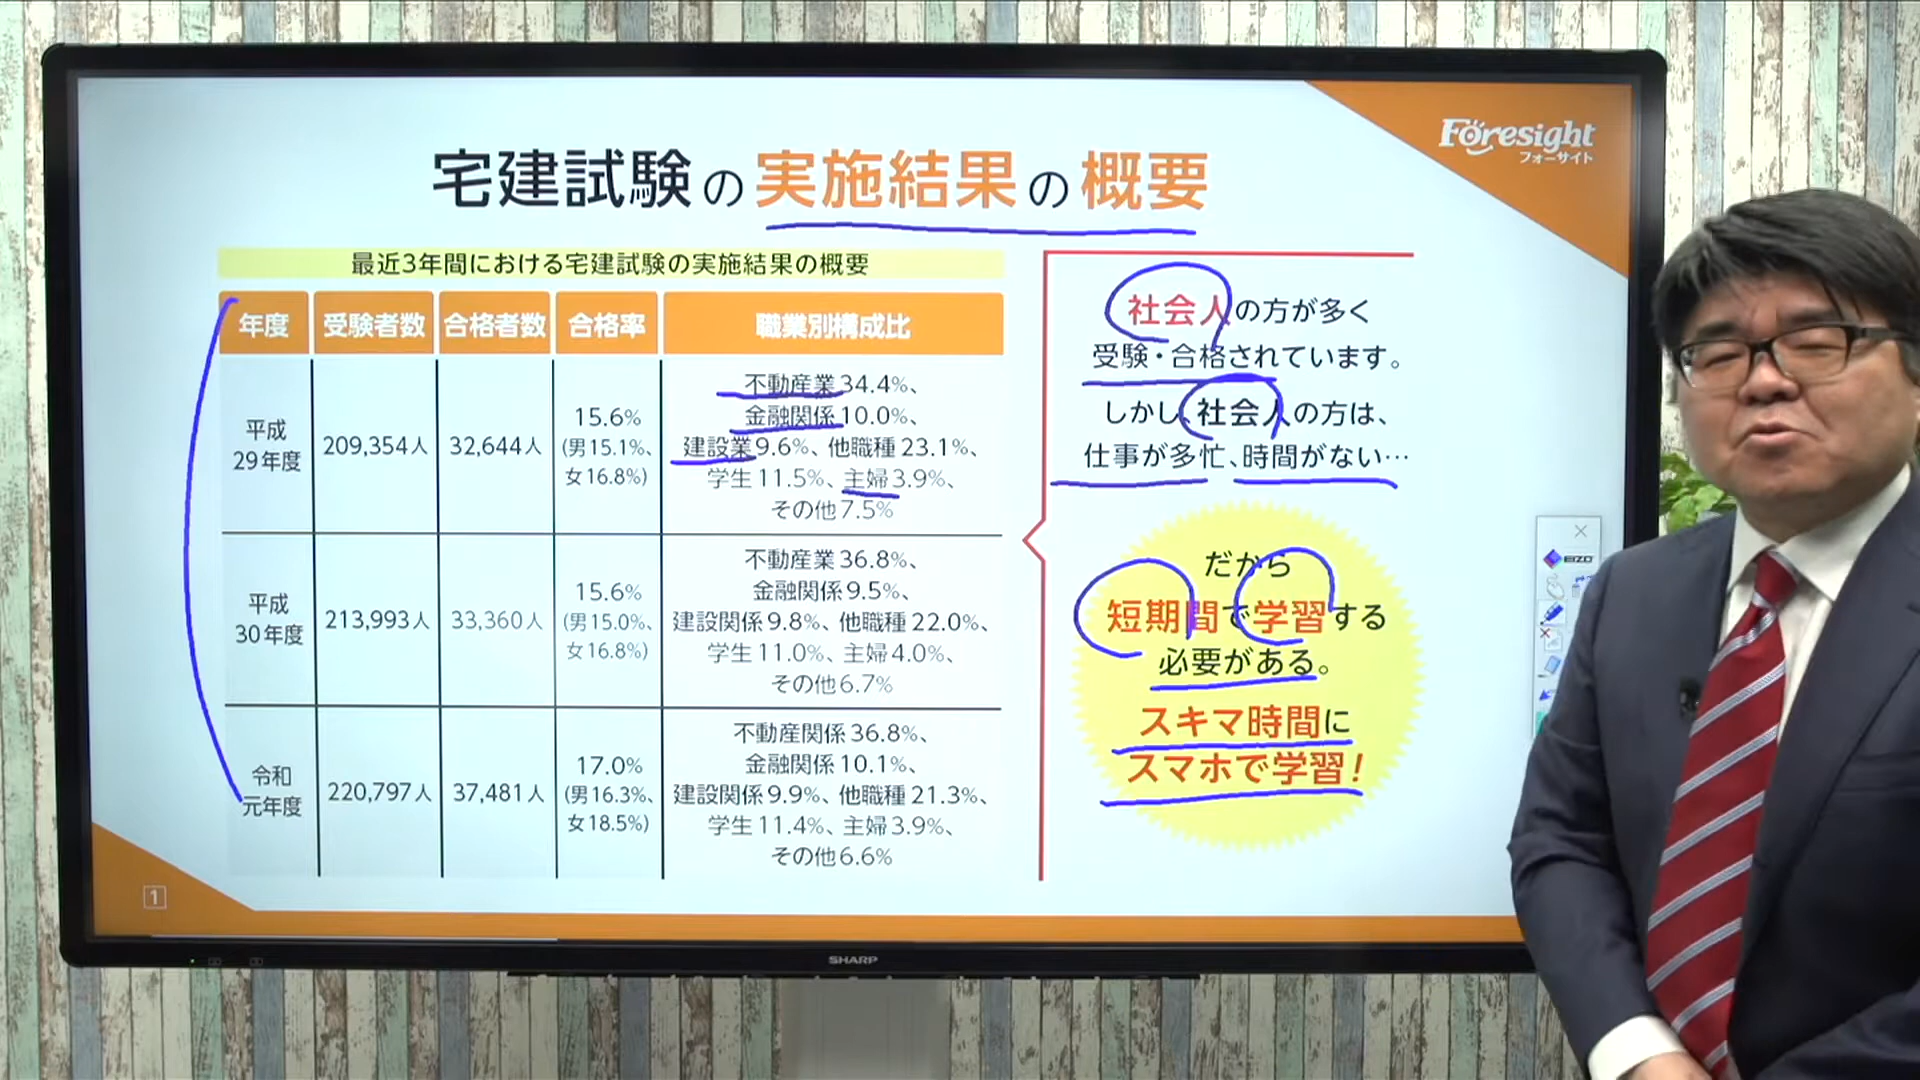 Foresight
フォーサイト
宅建試験の実施結果の概要
最近3年間における宅建試験の実施結果の概要
年度 受験者数 合格者数 合格率 職業別構成比
平成
29年度
209,354人
32,644人
15.6%
(男15.1%、
女16.8%)
不動産業34.4%、
金融関係10.0%、
建設業9.6%、他職種23.1%、
学生11.5%、主婦3.9%、
その他7.5%
平成
30年度
213,993人
33,360人
15.6%
(男15.0%、
女16.8%)
不動産業36.8%、
金融関係9.5%、
建設関係9.8%、他職種22.0%、
学生11.0%、主婦4.0%、
その他6.7%
令和
元年度
220,797人
37,481人
17.0%
(男16.3%、
女18.5%)
不動産関係36.8%、
金融関係10.1%、
建設関係9.9%、他職種21.3%、
学生11.4%、主婦3.9%、
その他6.6%
社会人の方が多く
受験・合格されています。
しかし、社会人の方は、
仕事が多忙、時間がない…
だから
短期間で学習する
必要がある。
スキマ時間に
スマホで学習!
EIZO
1
SHARP